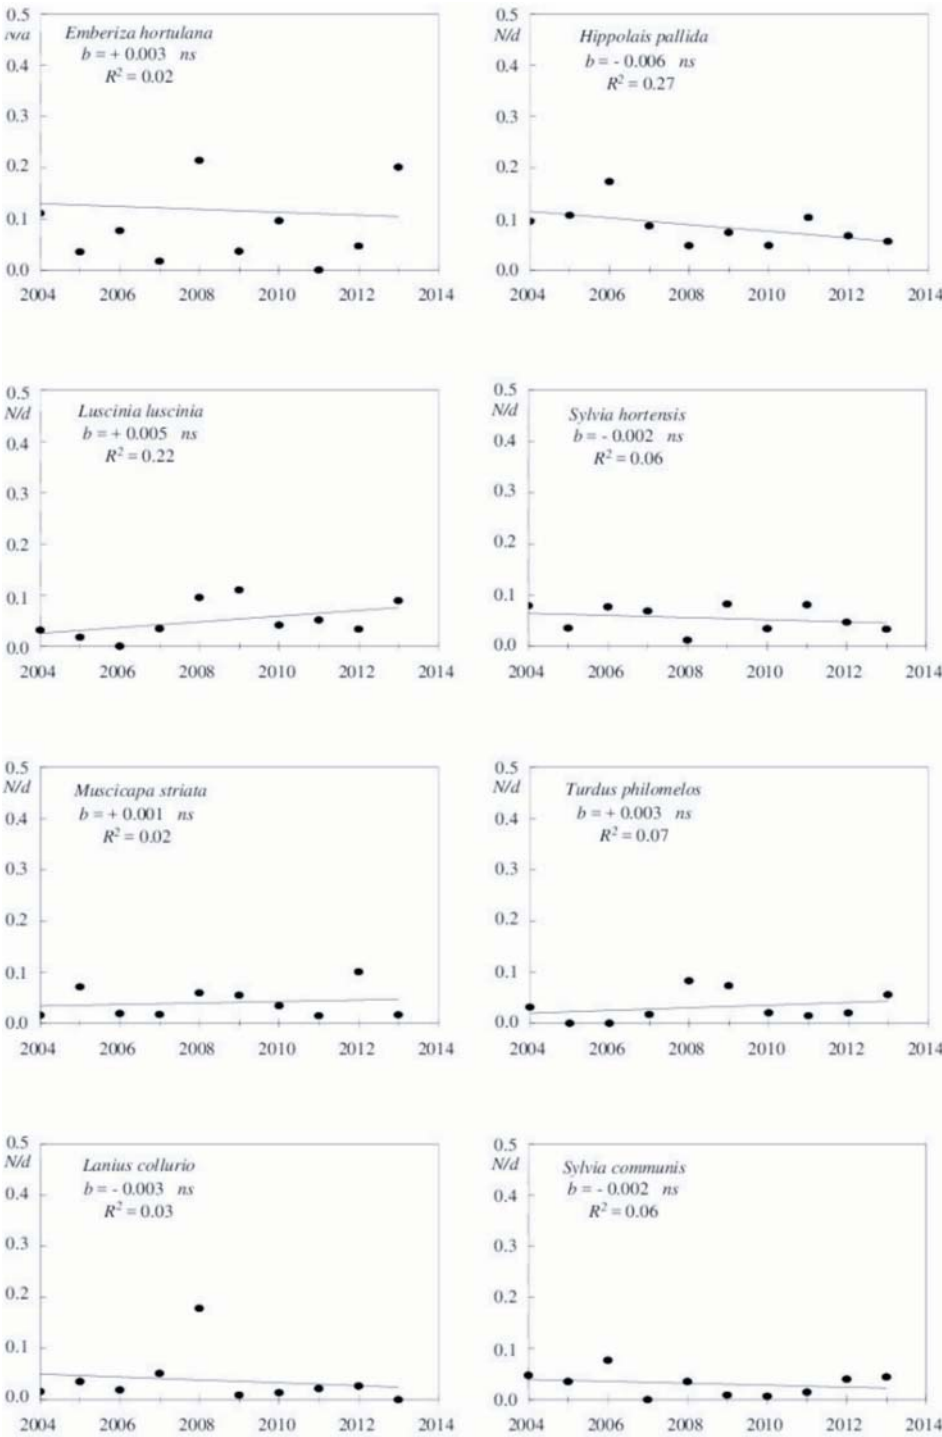 0.5
N/d
Emberiza hortulana
b = + 0.003 ns
R² = 0.02
0.4
0.3
0.2
0.1
0.0
2004 2006 2008 2010 2012 2014
0.5
N/d
Hippolais pallida
b = - 0.006 ns
R² = 0.27
0.4
0.3
0.2
0.1
0.0
2004 2006 2008 2010 2012 2014
0.5
N/d
Luscinia luscinia
b = + 0.005 ns
R² = 0.22
0.4
0.3
0.2
0.1
0.0
2004 2006 2008 2010 2012 2014
0.5
N/d
Sylvia hortensis
b = - 0.002 ns
R² = 0.06
0.4
0.3
0.2
0.1
0.0
2004 2006 2008 2010 2012 2014
0.5
N/d
Muscicapa striata
b = + 0.001 ns
R² = 0.02
0.4
0.3
0.2
0.1
0.0
2004 2006 2008 2010 2012 2014
0.5
N/d
Turdus philomelos
b = + 0.003 ns
R² = 0.07
0.4
0.3
0.2
0.1
0.0
2004 2006 2008 2010 2012 2014
0.5
N/d
Lanius collurio
b = - 0.003 ns
R² = 0.03
0.4
0.3
0.2
0.1
0.0
2004 2006 2008 2010 2012 2014
0.5
N/d
Sylvia communis
b = - 0.002 ns
R² = 0.06
0.4
0.3
0.2
0.1
0.0
2004 2006 2008 2010 2012 2014